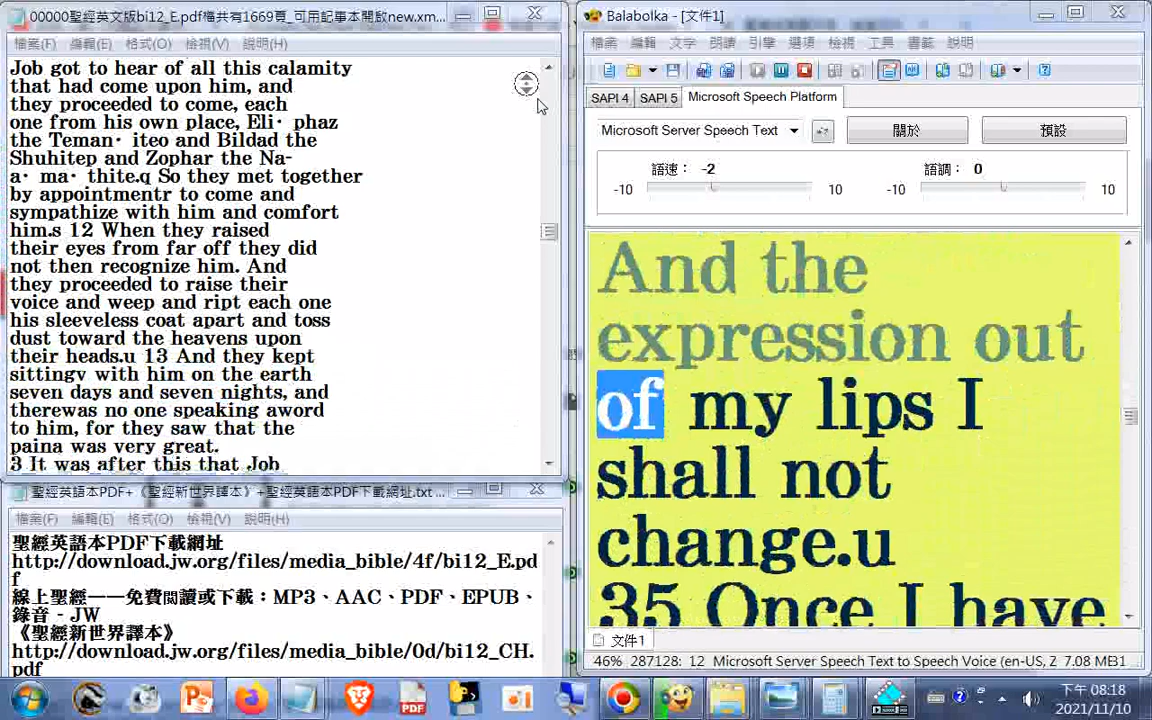 00000聖經英文版bi12_E.pdf檔共有1669頁_可用記事本開啟new.xm...
檔案(F) 編輯(E) 格式(O) 檢視(V) 說明(H)
Job got to hear of all this calamity
that had come upon him, and
they proceeded to come, each
one from his own place, Eli· phaz
the Teman· iteo and Bildad the
Shuhitep and Zophar the Na-
a· ma· thite.q So they met together
by appointmentr to come and
sympathize with him and comfort
him.s 12 When they raised
their eyes from far off they did
not then recognize him. And
they proceeded to raise their
voice and weep and ript each one
his sleeveless coat apart and toss
dust toward the heavens upon
their heads.u 13 And they kept
sittingv with him on the earth
seven days and seven nights, and
therewas no one speaking aword
to him, for they saw that the
paina was very great.
3 It was after this that Job
聖經英語本PDF+《聖經新世界譯本》+聖經英語本PDF下載網址.txt ...
檔案(F) 編輯(E) 格式(O) 檢視(V) 說明(H)
聖經英語本PDF下載網址
http://download.jw.org/files/media_bible/4f/bi12_E.pd
f
線上聖經——免費閱讀或下載：MP3、AAC、PDF、EPUB、
錄音 - JW
《聖經新世界譯本》
http://download.jw.org/files/media_bible/0d/bi12_CH.
pdf
Balabolka - [文件1]
檔案 編輯 文字 朗讀 引擎 選項 檢視 工具 書籤 說明
SAPI 4 SAPI 5 Microsoft Speech Platform
Microsoft Server Speech Text 關於 預設
語速： -2 語調： 0
-10 10 -10 10
And the
expression out
of my lips I
shall not
change.u
35 Once I have
文件1
46% 287128: 12 Microsoft Server Speech Text to Speech Voice (en-US, Z 7.08 MB1
下午 08:18
2021/11/10